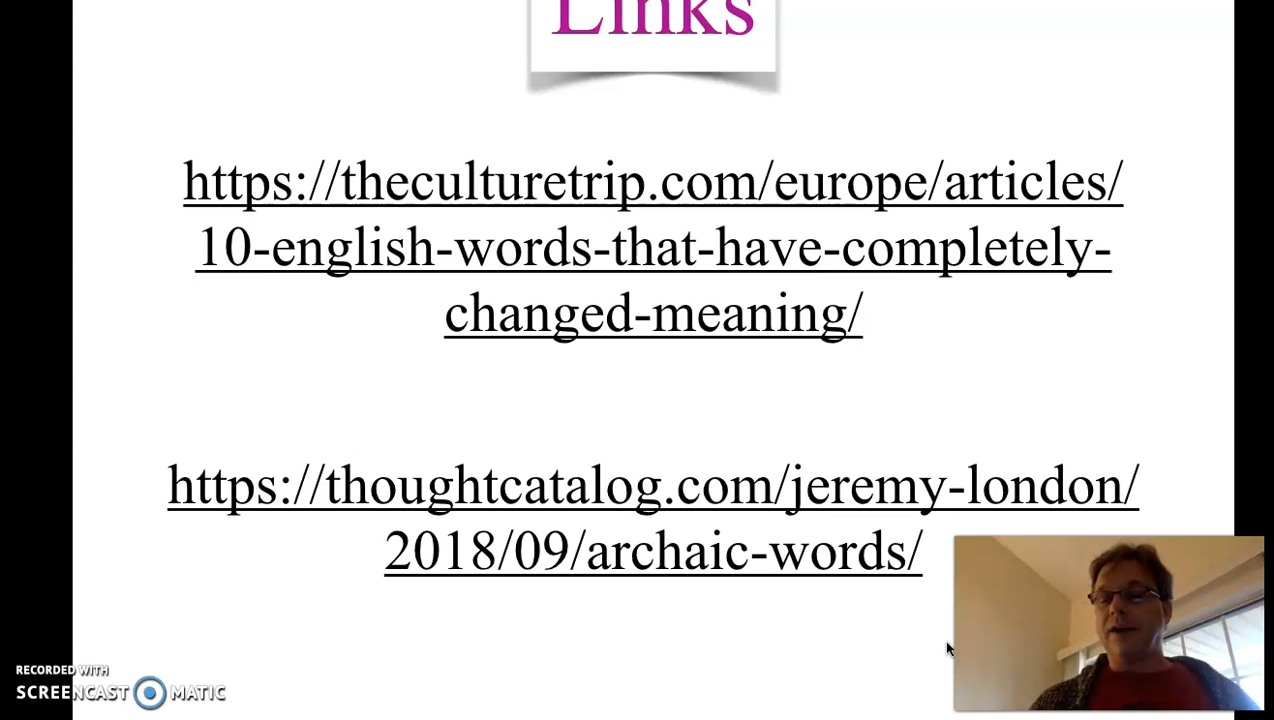 Links
https://theculturetrip.com/europe/articles/
10-english-words-that-have-completely-
changed-meaning/
https://thoughtcatalog.com/jeremy-london/
2018/09/archaic-words/
RECORDED WITH
SCREENCAST MATIC